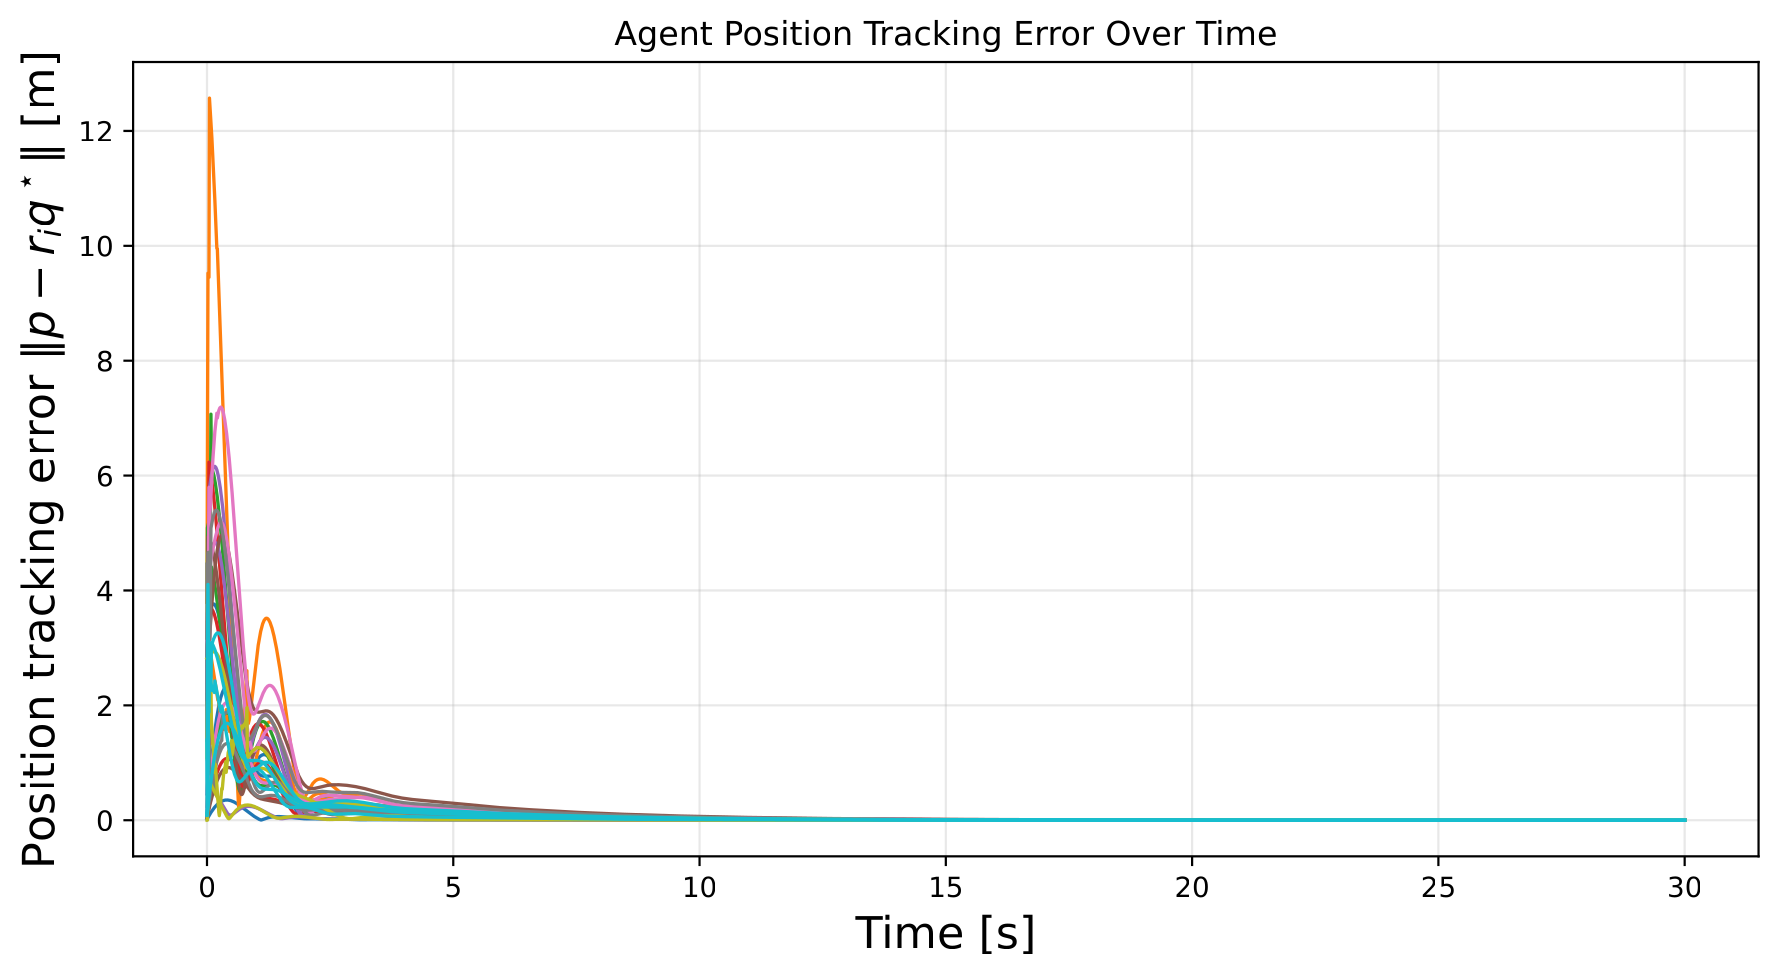 Agent Position Tracking Error Over Time
Position tracking error ‖p − rᵢq⋆‖ [m]
12
10
8
6
4
2
0
0 5 10 15 20 25 30
Time [s]